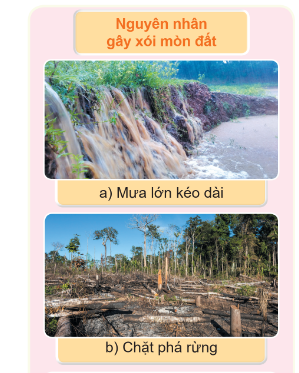 Nguyên nhân
gây xói mòn đất
a) Mưa lớn kéo dài
b) Chặt phá rừng